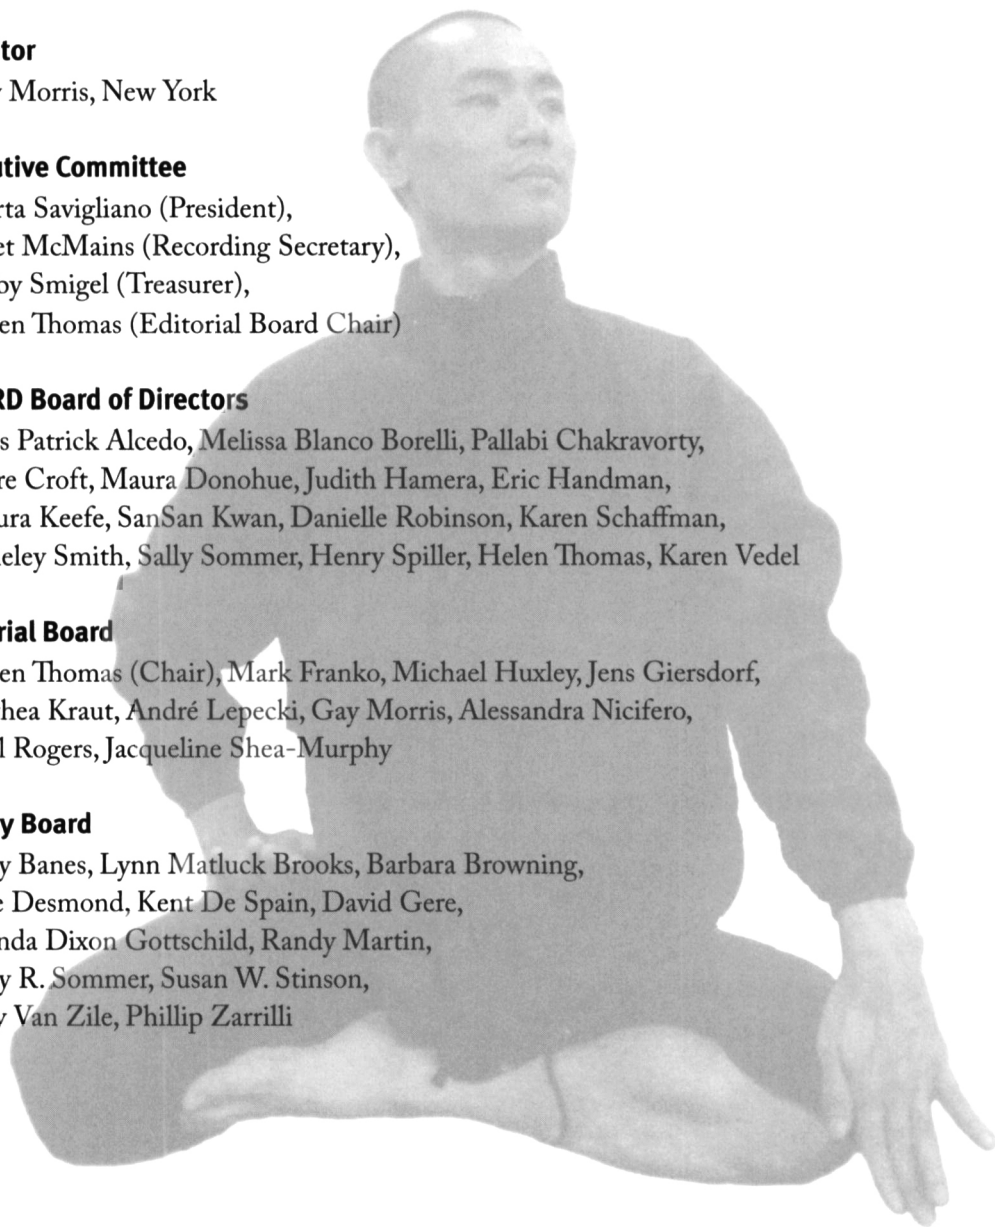 tor
Morris, New York
tive Committee
rta Savigliano (President),
et McMains (Recording Secretary),
by Smigel (Treasurer),
en Thomas (Editorial Board Chair)
RD Board of Directors
s Patrick Alcedo, Melissa Blanco Borelli, Pallabi Chakravorty,
re Croft, Maura Donohue, Judith Hamera, Eric Handman,
ura Keefe, SanSan Kwan, Danielle Robinson, Karen Schaffman,
eley Smith, Sally Sommer, Henry Spiller, Helen Thomas, Karen Vedel
rial Board
en Thomas (Chair), Mark Franko, Michael Huxley, Jens Giersdorf,
hea Kraut, André Lepecki, Gay Morris, Alessandra Nicifero,
l Rogers, Jacqueline Shea-Murphy
y Board
y Banes, Lynn Matluck Brooks, Barbara Browning,
e Desmond, Kent De Spain, David Gere,
nda Dixon Gottschild, Randy Martin,
y R. Sommer, Susan W. Stinson,
y Van Zile, Phillip Zarrilli